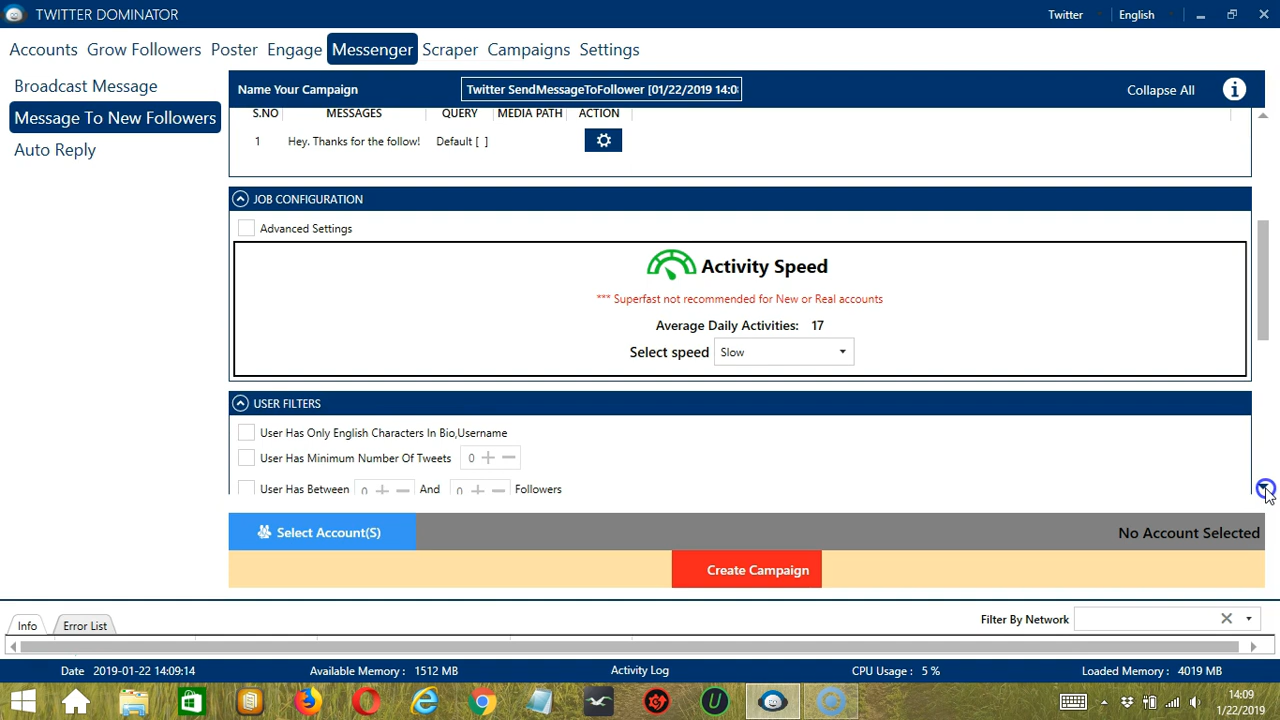 TWITTER DOMINATOR Twitter English
Accounts Grow Followers Poster Engage Messenger Scraper Campaigns Settings
Broadcast Message
Message To New Followers
Auto Reply
Name Your Campaign Twitter SendMessageToFollower [01/22/2019 14:0 Collapse All
S.NO MESSAGES QUERY MEDIA PATH ACTION
1 Hey. Thanks for the follow! Default [ ]
JOB CONFIGURATION
Advanced Settings
Activity Speed
*** Superfast not recommended for New or Real accounts
Average Daily Activities: 17
Select speed Slow
USER FILTERS
User Has Only English Characters In Bio,Username
User Has Minimum Number Of Tweets 0
User Has Between 0 And 0 Followers
Select Account(S) No Account Selected
Create Campaign
Info Error List Filter By Network
Date 2019-01-22 14:09:14 Available Memory : 1512 MB Activity Log CPU Usage : 5 % Loaded Memory : 4019 MB
14:09
1/22/2019